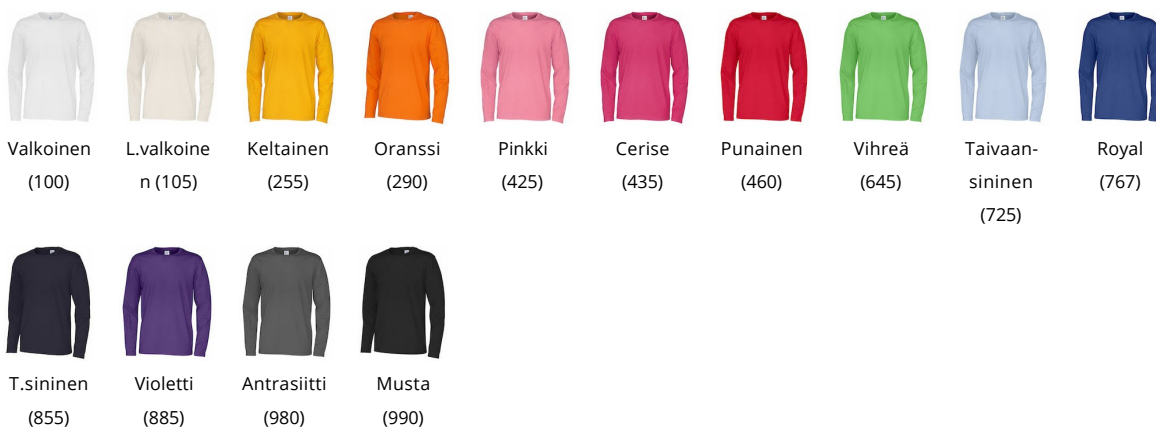 Valkoinen
(100)
L.valkoine
n (105)
Keltainen
(255)
Oranssi
(290)
Pinkki
(425)
Cerise
(435)
Punainen
(460)
Vihreä
(645)
Taivaan-
sininen
(725)
Royal
(767)
T.sininen
(855)
Violetti
(885)
Antrasiitti
(980)
Musta
(990)